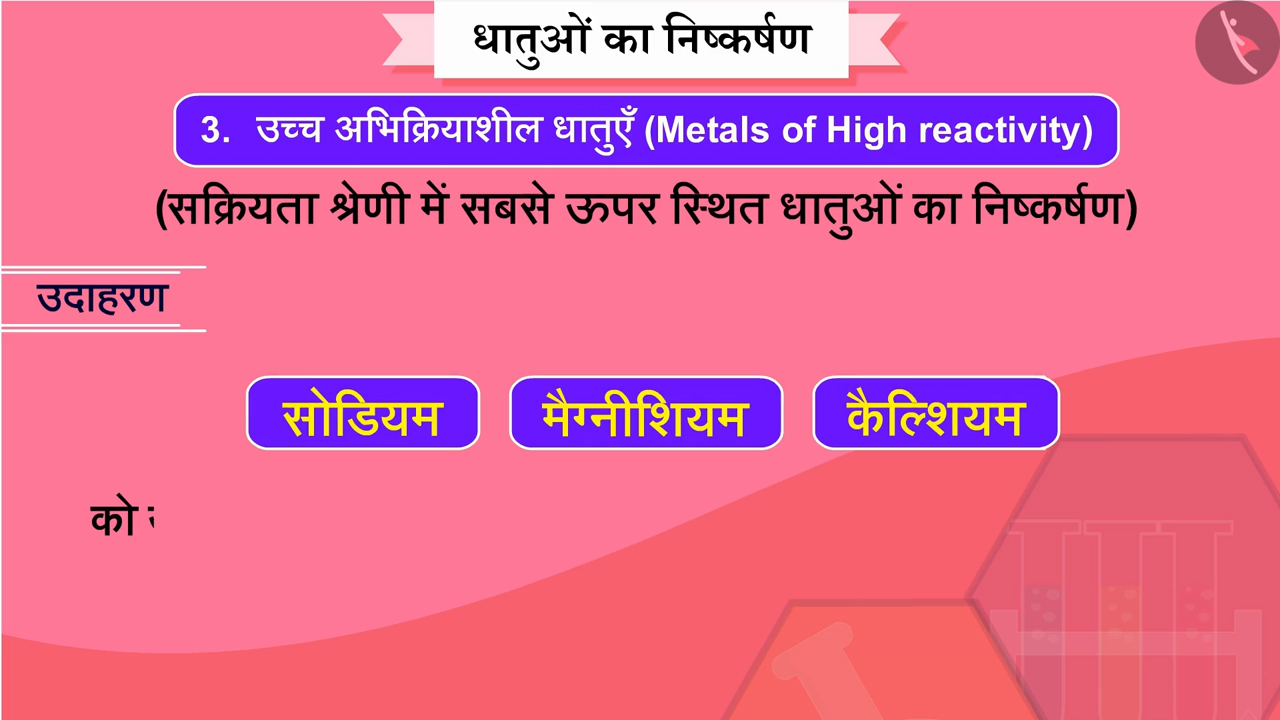 धातुओं का निष्कर्षण
3. उच्च अभिक्रियाशील धातुएँ (Metals of High reactivity)
(सक्रियता श्रेणी में सबसे ऊपर स्थित धातुओं का निष्कर्षण)
उदाहरण
सोडियम मैग्नीशियम कैल्शियम
को